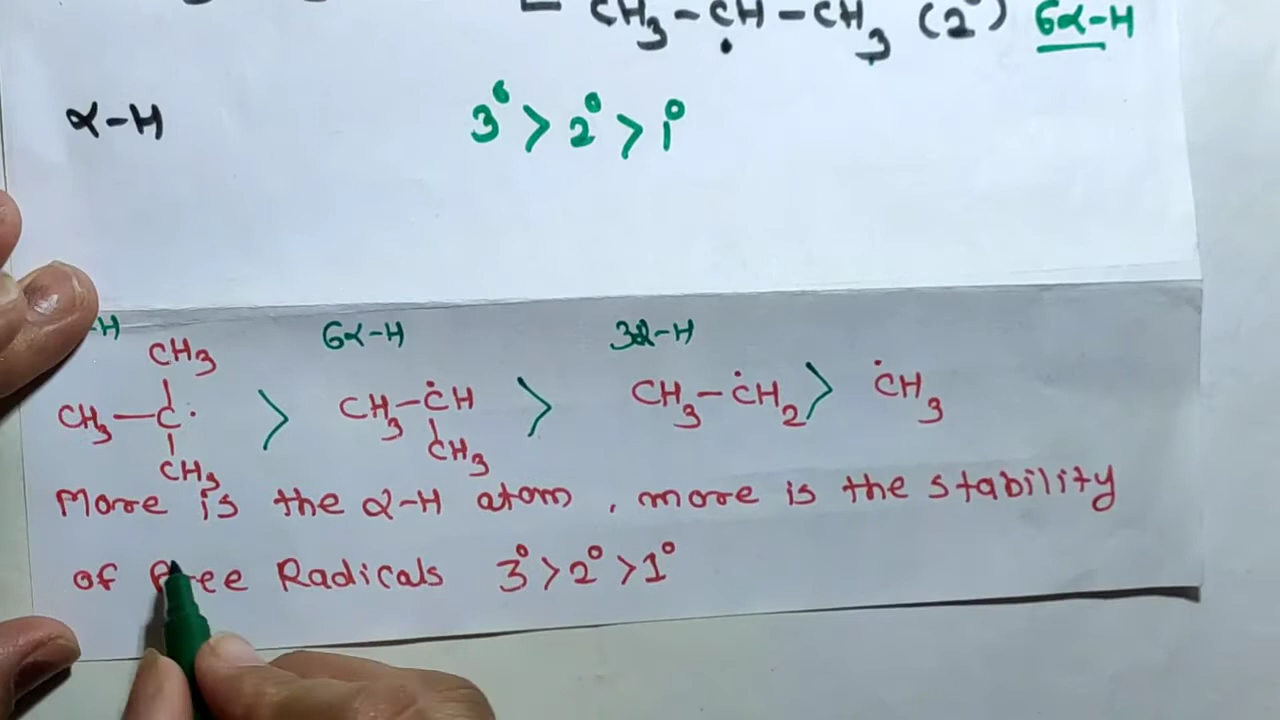 CH₃-ĊH-CH₃ (2°) 6α-H
α-H 3° > 2° > 1°
-H 6α-H 3α-H
CH₃
CH₃-C· > CH₃-ĊH > CH₃-ĊH₂ > ĊH₃
CH₃ CH₃
More is the α-H atom, more is the stability
of free Radicals 3° > 2° > 1°